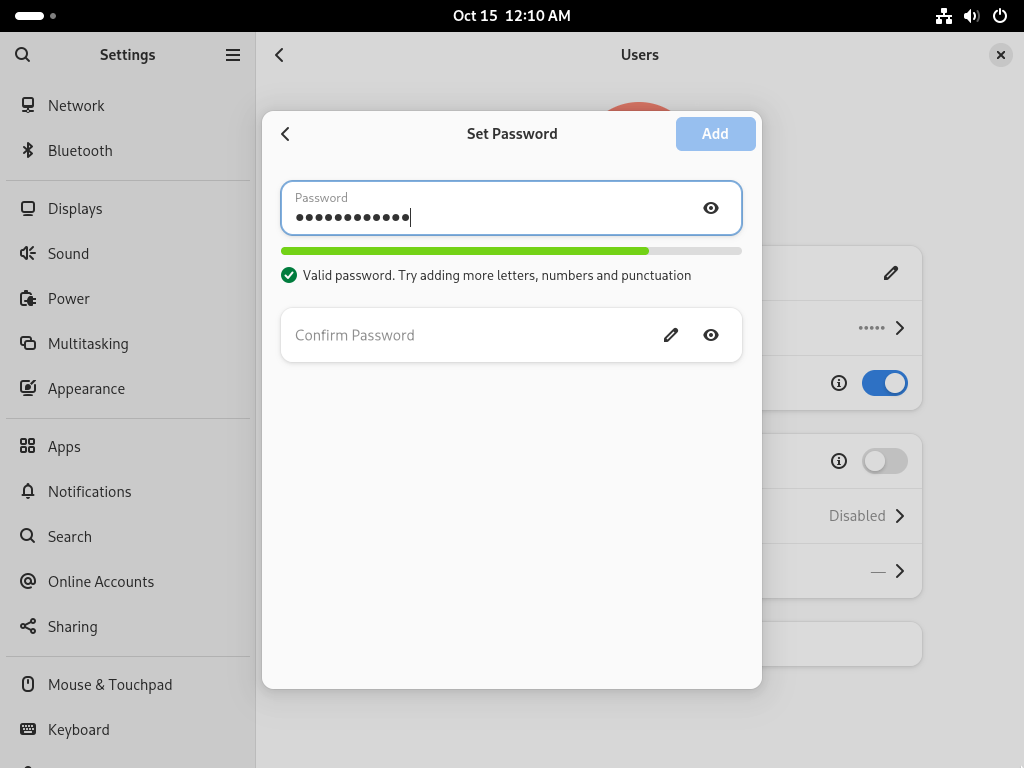 Oct 15 12:10 AM
Settings
Users
Network
Bluetooth
Displays
Sound
Power
Multitasking
Appearance
Apps
Notifications
Search
Online Accounts
Sharing
Mouse & Touchpad
Keyboard
Set Password
Add
Password
●●●●●●●●●●●●
Valid password. Try adding more letters, numbers and punctuation
Confirm Password
•••••
Disabled
—